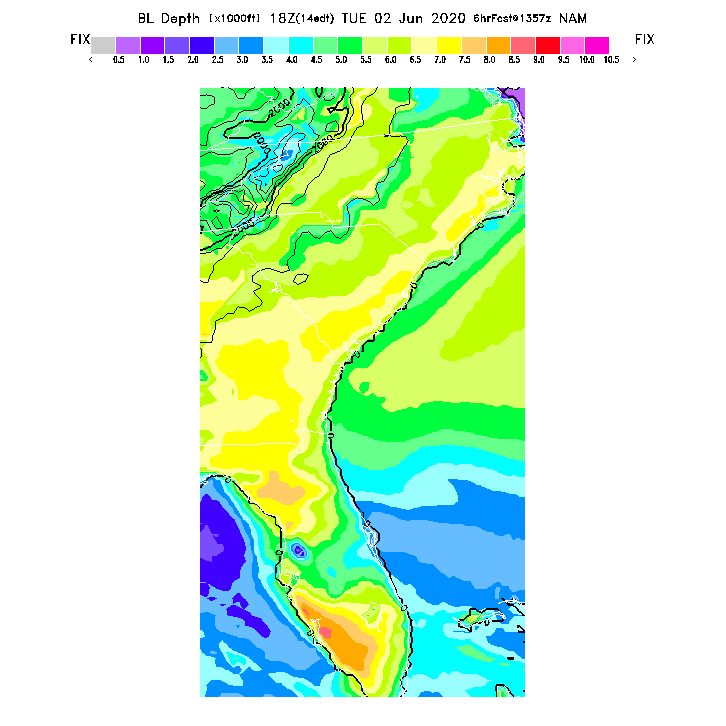 BL Depth [x1000ft] 18Z(14edt) TUE 02 Jun 2020 6hrFcst@1357z NAM
FIX FIX
< 0.5 1.0 1.5 2.0 2.5 3.0 3.5 4.0 4.5 5.0 5.5 6.0 6.5 7.0 7.5 8.0 8.5 9.0 9.5 10.0 10.5 >
2000
2000